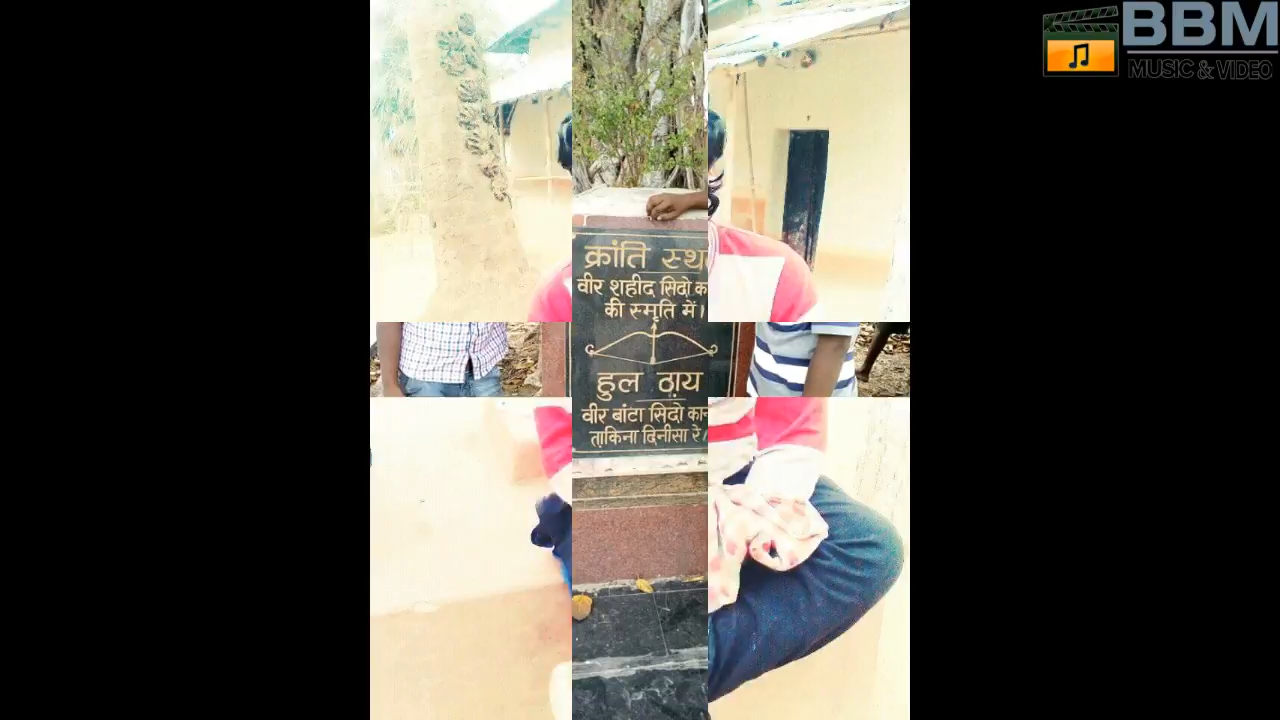 BBM
MUSIC & VIDEO
क्रांति स्थ
वीर शहीद सिदो का
की स्मृति में।
हुल ठा़य
वीर बांटा सिदो कान
ता़किना दिनीसा रे।